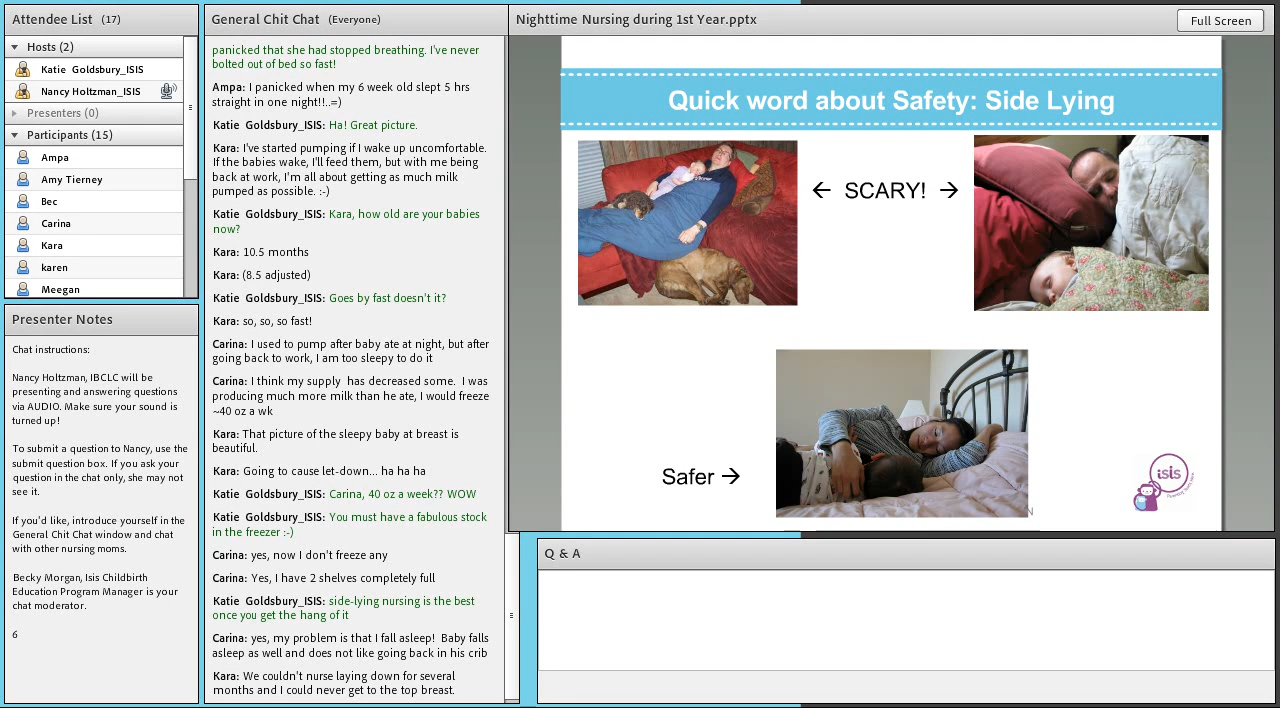 Attendee List (17)
Hosts (2)
Katie Goldsbury_ISIS
Nancy Holtzman_ISIS
Presenters (0)
Participants (15)
Ampa
Amy Tierney
Bec
Carina
Kara
karen
Meegan
Presenter Notes
Chat instructions:
Nancy Holtzman, IBCLC will be
presenting and answering questions
via AUDIO. Make sure your sound is
turned up!
To submit a question to Nancy, use the
submit question box. If you ask your
question in the chat only, she may not
see it.
If you'd like, introduce yourself in the
General Chit Chat window and chat
with other nursing moms.
Becky Morgan, Isis Childbirth
Education Program Manager is your
chat moderator.
6
General Chit Chat (Everyone)
panicked that she had stopped breathing. I've never
bolted out of bed so fast!
Ampa: I panicked when my 6 week old slept 5 hrs
straight in one night!!..=)
Katie Goldsbury_ISIS: Ha! Great picture.
Kara: I've started pumping if I wake up uncomfortable.
If the babies wake, I'll feed them, but with me being
back at work, I'm all about getting as much milk
pumped as possible. :-)
Katie Goldsbury_ISIS: Kara, how old are your babies
now?
Kara: 10.5 months
Kara: (8.5 adjusted)
Katie Goldsbury_ISIS: Goes by fast doesn't it?
Kara: so, so, so fast!
Carina: I used to pump after baby ate at night, but after
going back to work, I am too sleepy to do it
Carina: I think my supply has decreased some. I was
producing much more milk than he ate, I would freeze
~40 oz a wk
Kara: That picture of the sleepy baby at breast is
beautiful.
Kara: Going to cause let-down... ha ha ha
Katie Goldsbury_ISIS: Carina, 40 oz a week?? WOW
Katie Goldsbury_ISIS: You must have a fabulous stock
in the freezer :-)
Carina: yes, now I don't freeze any
Carina: Yes, I have 2 shelves completely full
Katie Goldsbury_ISIS: side-lying nursing is the best
once you get the hang of it
Carina: yes, my problem is that I fall asleep! Baby falls
asleep as well and does not like going back in his crib
Kara: We couldn't nurse laying down for several
months and I could never get to the top breast.
Nighttime Nursing during 1st Year.pptx
Full Screen
Quick word about Safety: Side Lying
← SCARY! →
Safer →
isis
N
Q & A